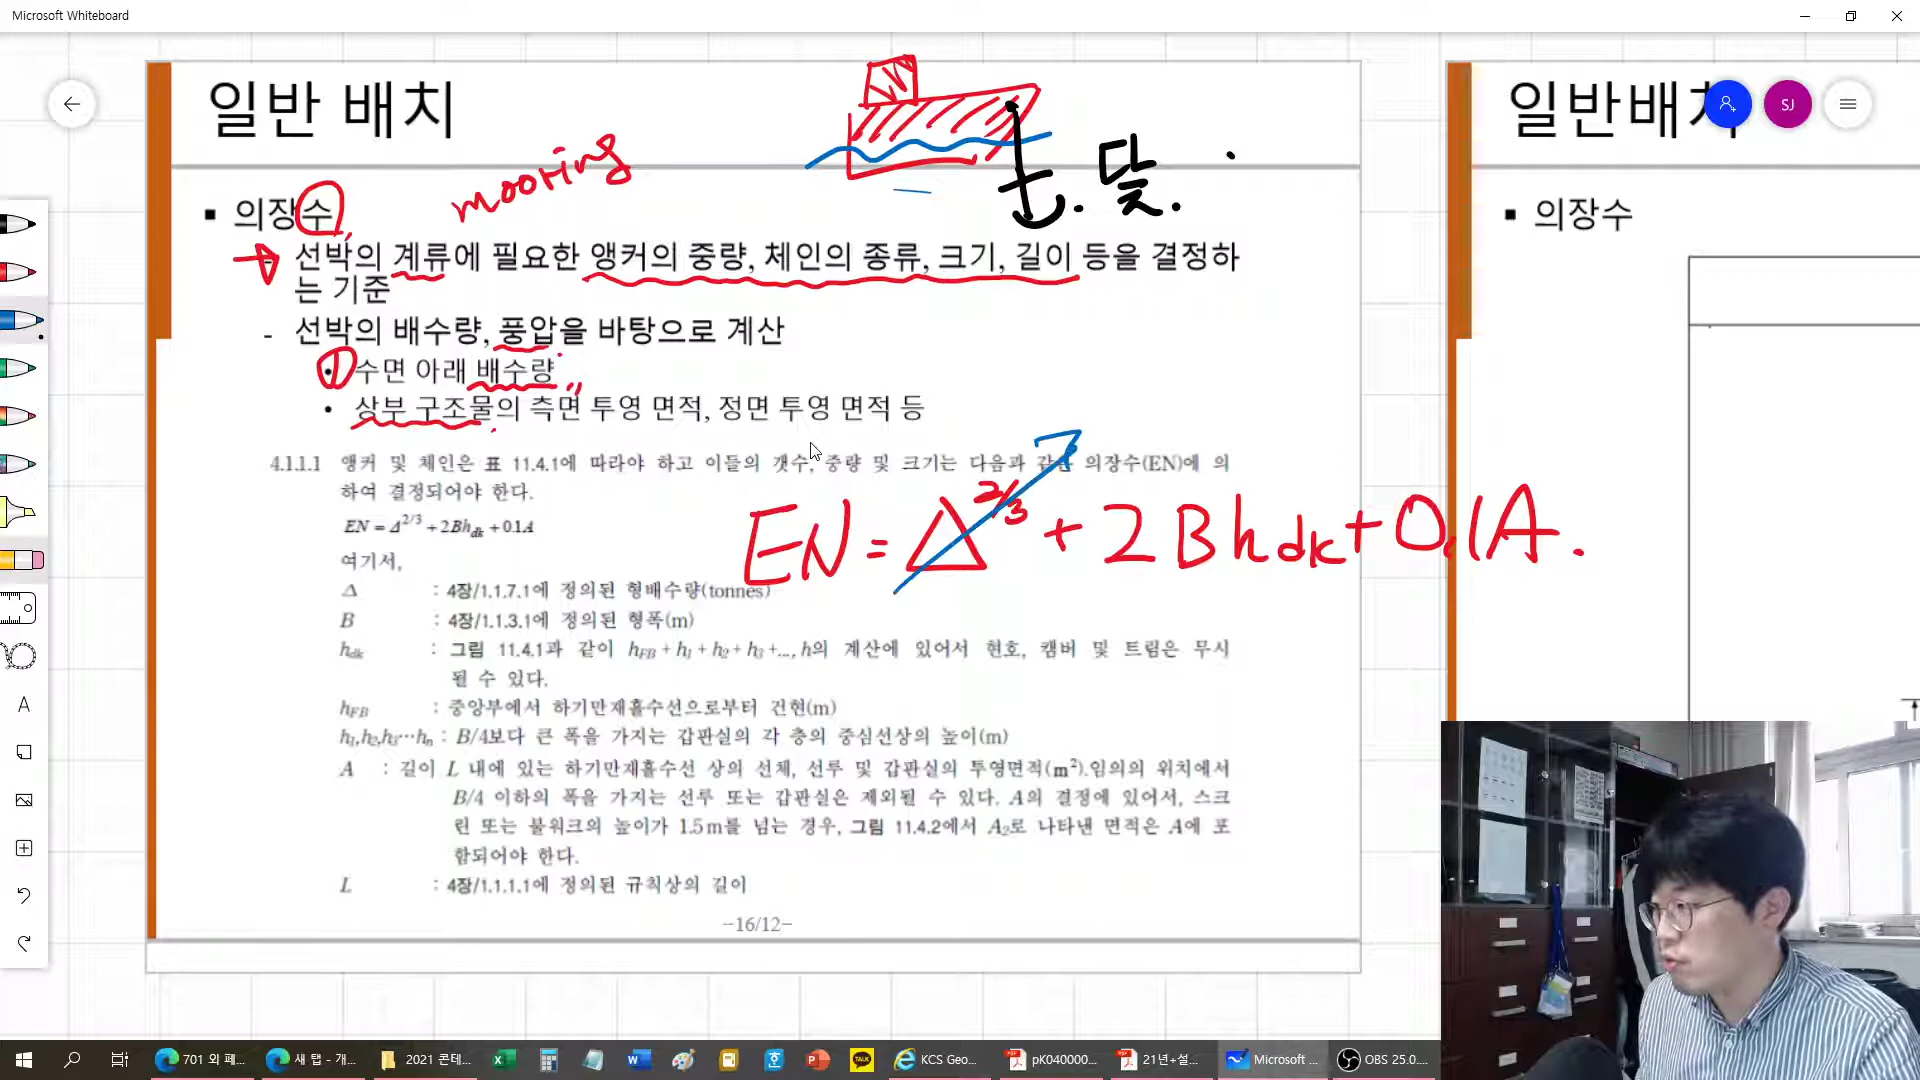 Microsoft Whiteboard
일반 배치
mooring
닻.
■ 의장수
선박의 계류에 필요한 앵커의 중량, 체인의 종류, 크기, 길이 등을 결정하
는 기준
- 선박의 배수량, 풍압을 바탕으로 계산
① 수면 아래 배수량
• 상부 구조물의 측면 투영 면적, 정면 투영 면적 등
4.1.1.1 앵커 및 체인은 표 11.4.1에 따라야 하고 이들의 갯수, 중량 및 크기는 다음과 같은 의장수(EN)에 의
하여 결정되어야 한다.
EN = Δ^2/3 + 2Bh_dk + 0.1A
EN = Δ^2/3 + 2Bhdk + 0.1A.
여기서,
Δ : 4장/1.1.7.1에 정의된 형배수량(tonnes)
B : 4장/1.1.3.1에 정의된 형폭(m)
h_dk : 그림 11.4.1과 같이 h_FB + h_1 + h_2 + h_3 +..., h의 계산에 있어서 현호, 캠버 및 트림은 무시
될 수 있다.
h_FB : 중앙부에서 하기만재흘수선으로부터 건현(m)
h_1,h_2,h_3…h_n : B/4보다 큰 폭을 가지는 갑판실의 각 층의 중심선상의 높이(m)
A : 길이 L 내에 있는 하기만재흘수선 상의 선체, 선루 및 갑판실의 투영면적(m²).임의의 위치에서
B/4 이하의 폭을 가지는 선루 또는 갑판실은 제외될 수 있다. A의 결정에 있어서, 스크
린 또는 불워크의 높이가 1.5m를 넘는 경우, 그림 11.4.2에서 A_2로 나타낸 면적은 A에 포
함되어야 한다.
L : 4장/1.1.1.1에 정의된 규칙상의 길이
-16/12-
일반배치
SJ
■ 의장수
701 외 페...
새 탭 - 개...
2021 콘테...
TALK
KCS Geo...
pK040000...
21년+설...
Microsoft ...
OBS 25.0....